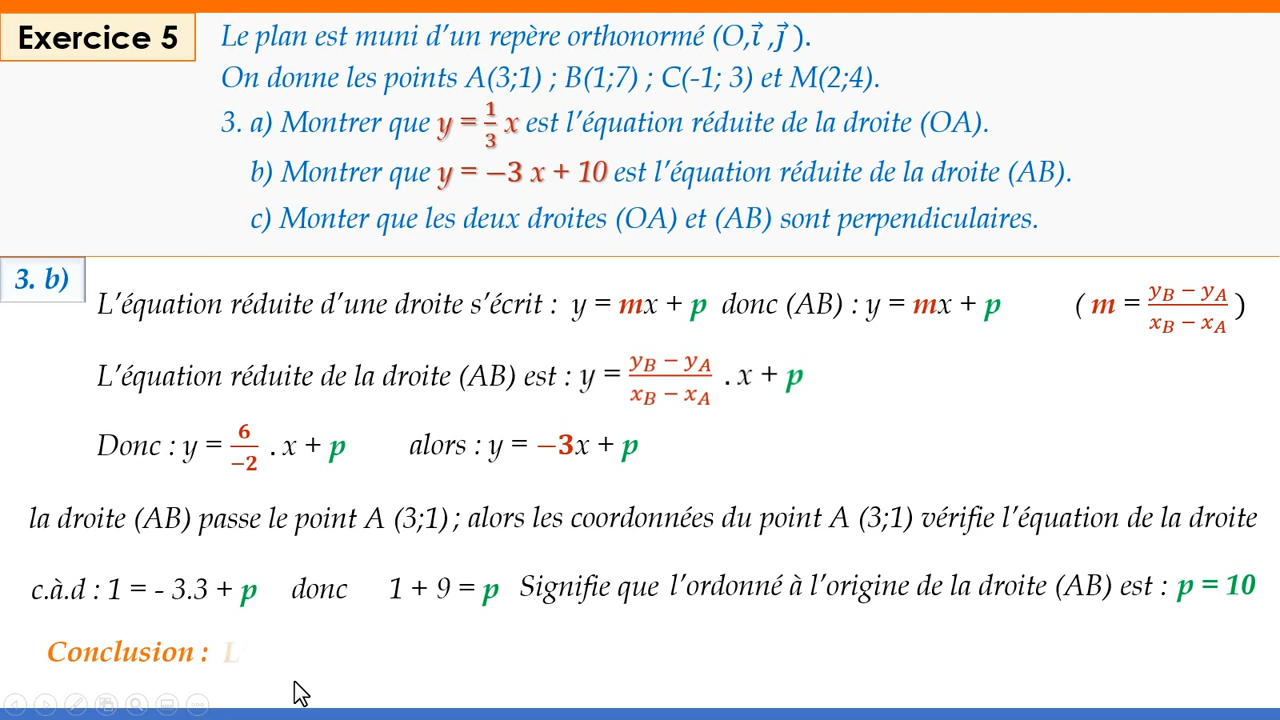 Exercice 5
Le plan est muni d'un repère orthonormé (O,i⃗ ,j⃗ ).
On donne les points A(3;1) ; B(1;7) ; C(-1; 3) et M(2;4).
3. a) Montrer que y = 1/3 x est l'équation réduite de la droite (OA).
b) Montrer que y = −3 x + 10 est l'équation réduite de la droite (AB).
c) Monter que les deux droites (OA) et (AB) sont perpendiculaires.
3. b)
L'équation réduite d'une droite s'écrit : y = mx + p donc (AB) : y = mx + p ( m = (y_B − y_A)/(x_B − x_A) )
L'équation réduite de la droite (AB) est : y = (y_B − y_A)/(x_B − x_A) . x + p
Donc : y = 6/−2 . x + p alors : y = −3x + p
la droite (AB) passe le point A (3;1) ; alors les coordonnées du point A (3;1) vérifie l'équation de la droite
c.à.d : 1 = - 3.3 + p donc 1 + 9 = p Signifie que l'ordonné à l'origine de la droite (AB) est : p = 10
Conclusion : L'